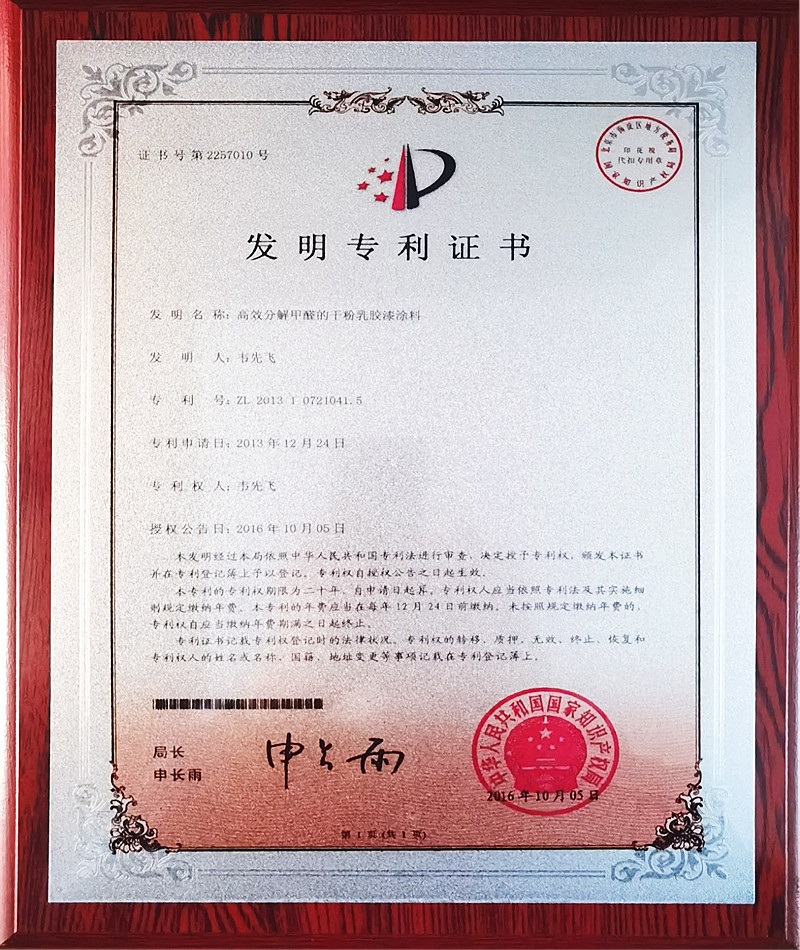 证书号第2257010号
印花税
代扣专用章
发明专利证书
发明名称：高效分解甲醛的干粉乳胶漆涂料
发明人：韦先飞
专利号：ZL 2013 1 0721041.5
专利申请日：2013年12月24日
专利权人：韦先飞
授权公告日：2016年10月05日
本发明经过本局依照中华人民共和国专利法进行审查，决定授予专利权，颁发本证书
并在专利登记簿上予以登记。专利权自授权公告之日起生效。
本专利的专利权期限为二十年，自申请日起算。专利权人应当依照专利法及其实施细
则规定缴纳年费。本专利的年费应当在每年12月24日前缴纳。未按照规定缴纳年费的，
专利权自应当缴纳年费期满之日起终止。
专利证书记载专利权登记时的法律状况。专利权的转移、质押、无效、终止、恢复和
专利权人的姓名或名称、国籍、地址变更等事项记载在专利登记簿上。
局长
申长雨
申长雨
中华人民共和国国家知识产权局
2016年10月05日
第1页(共1页)